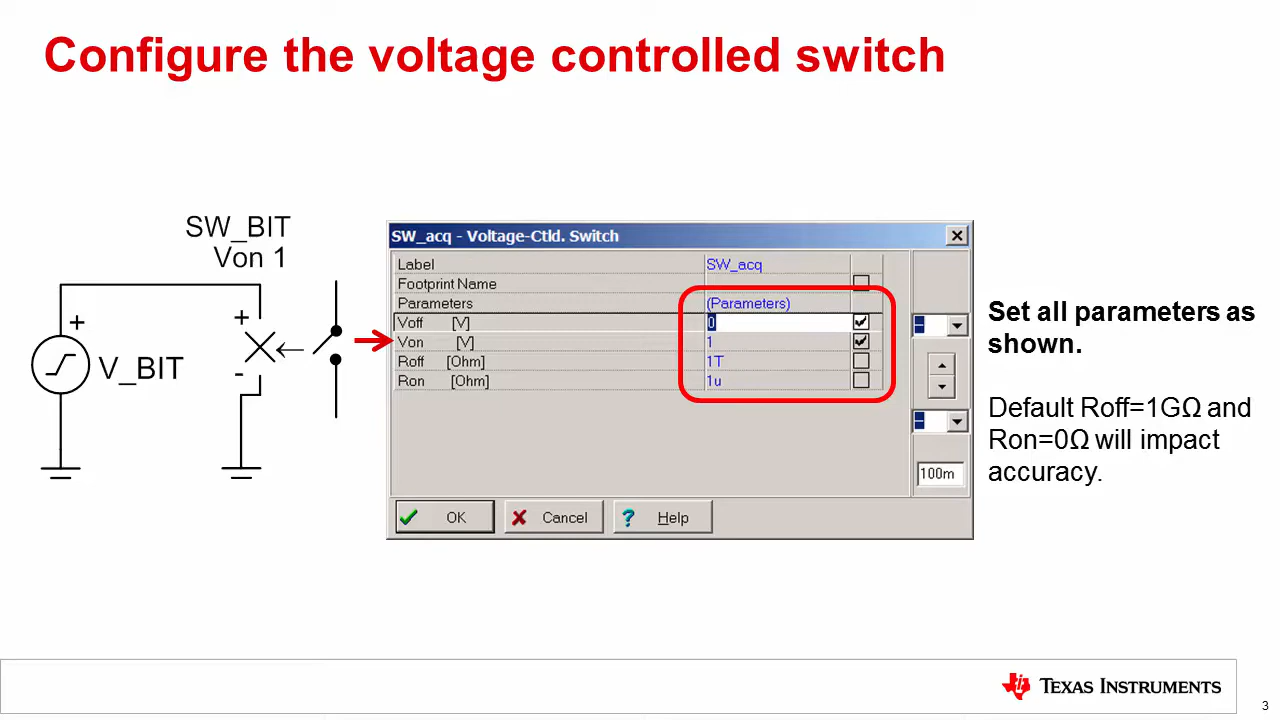 Configure the voltage controlled switch
SW_BIT
Von 1
+
V_BIT
+
-
SW_acq - Voltage-Ctld. Switch
Label SW_acq
Footprint Name
Parameters (Parameters)
Voff [V] 0
Von [V] 1
Roff [Ohm] 1T
Ron [Ohm] 1u
100m
OK Cancel Help
Set all parameters as
shown.
Default Roff=1GΩ and
Ron=0Ω will impact
accuracy.
TEXAS INSTRUMENTS
3